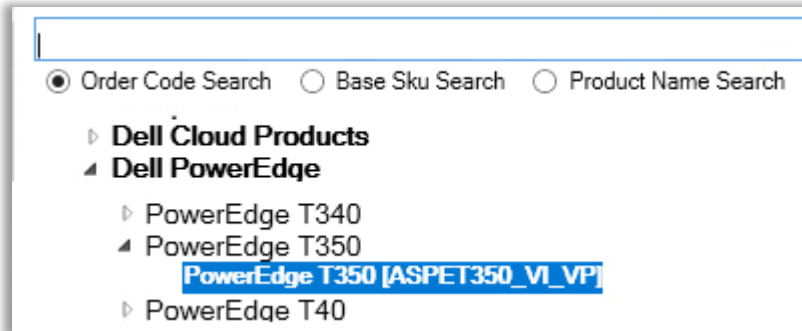 Order Code Search Base Sku Search Product Name Search
Dell Cloud Products
Dell PowerEdge
PowerEdge T340
PowerEdge T350
PowerEdge T350 [ASPET350_VI_VP]
PowerEdge T40